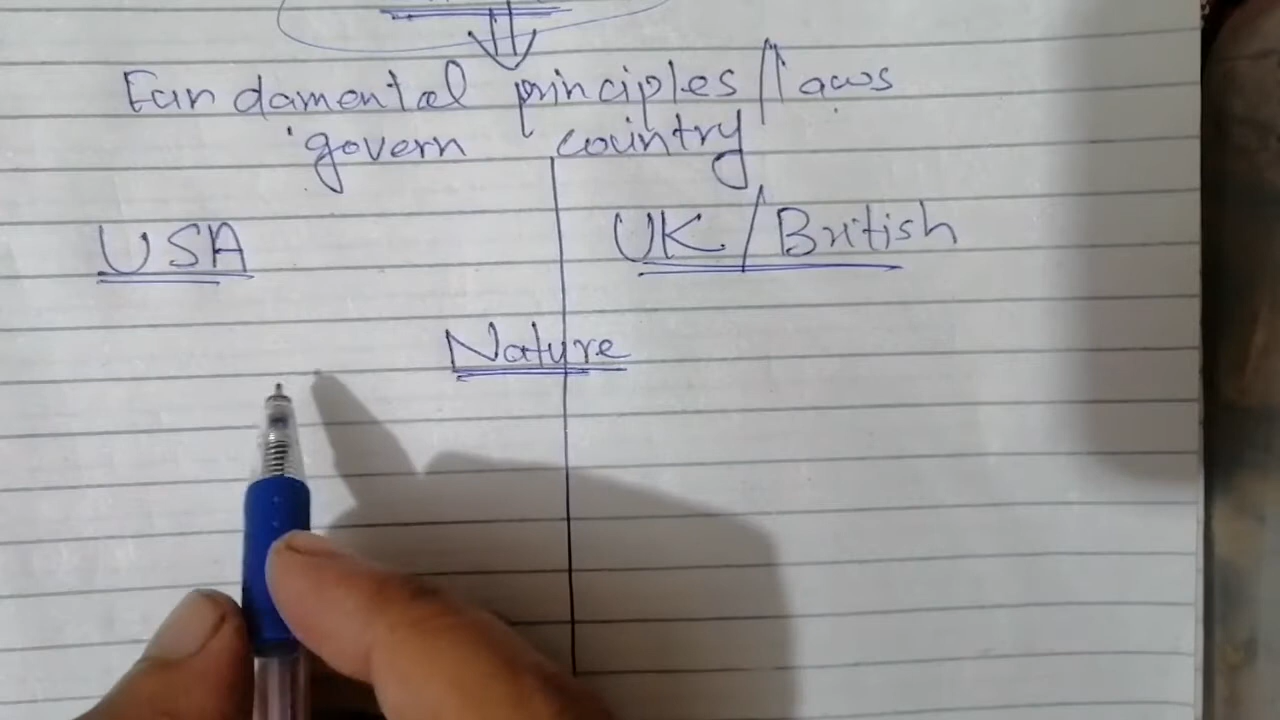 Fundamental principles/laws
govern country
USA
UK/British
Nature